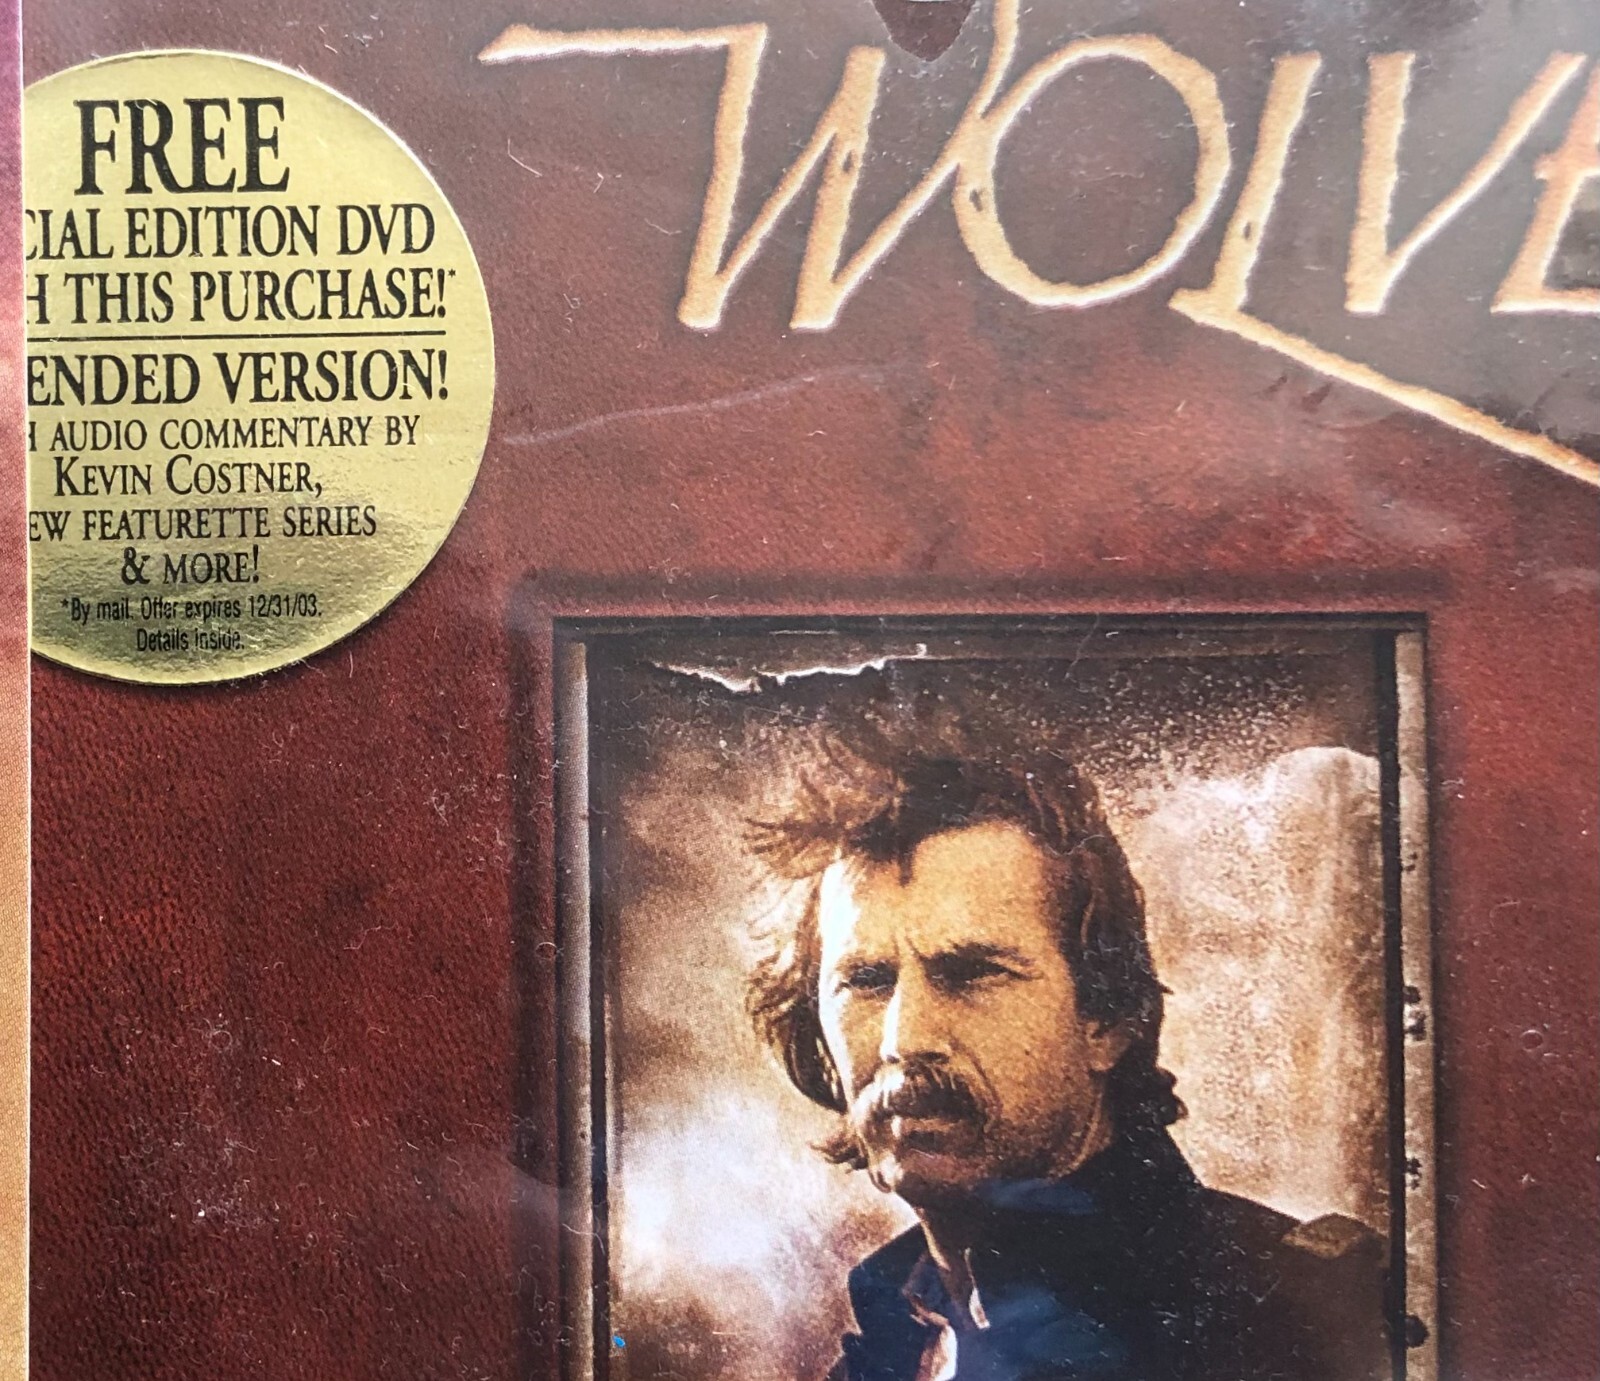 WOLVE
FREE
CIAL EDITION DVD
H THIS PURCHASE!*
ENDED VERSION!
H AUDIO COMMENTARY BY
KEVIN COSTNER,
EW FEATURETTE SERIES
& MORE!
*By mail. Offer expires 12/31/03.
Details inside.